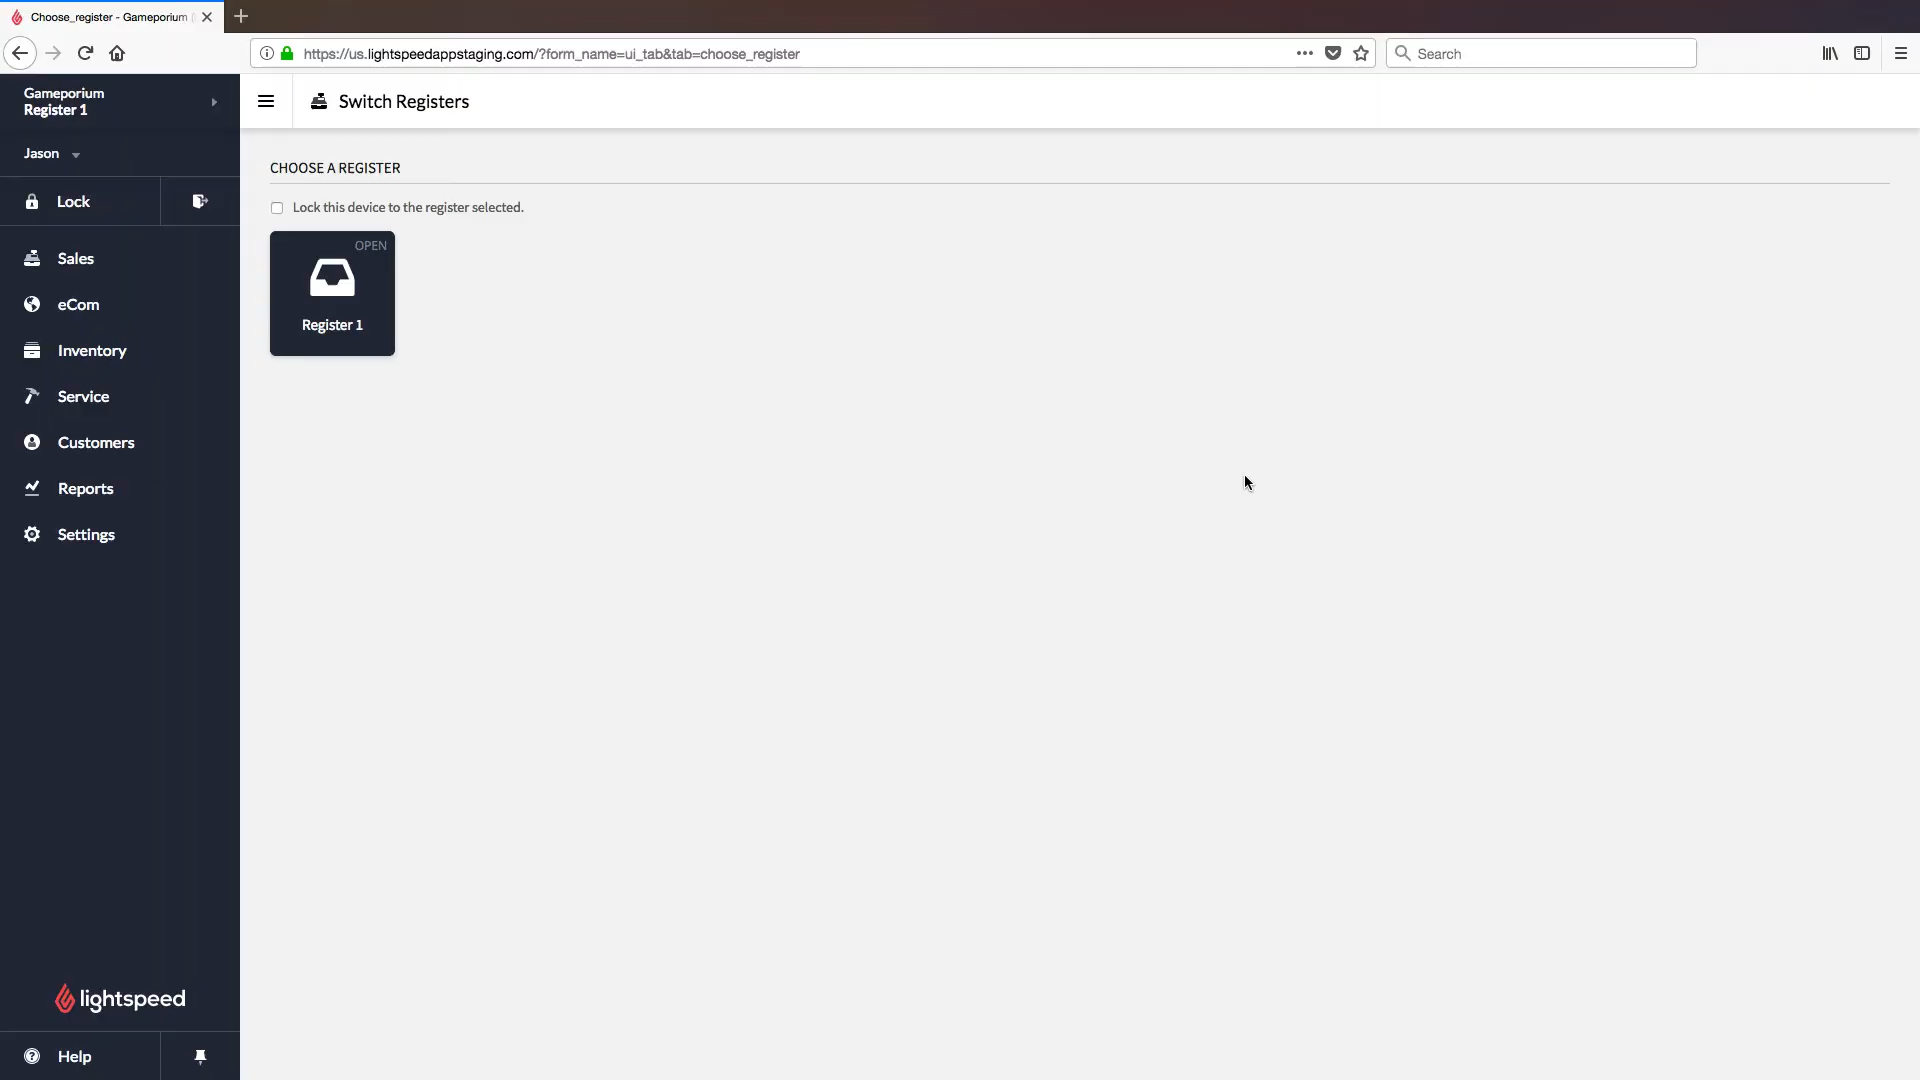 Choose_register - Gameporium
https://us.lightspeedappstaging.com/?form_name=ui_tab&tab=choose_register
Search
Gameporium
Register 1
Switch Registers
Jason
Lock
Sales
eCom
Inventory
Service
Customers
Reports
Settings
lightspeed
Help
CHOOSE A REGISTER
Lock this device to the register selected.
OPEN
Register 1